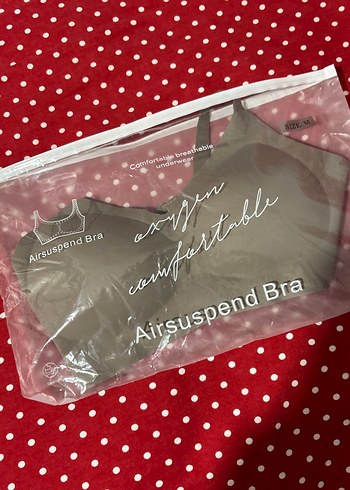 SIZE: M
Comfortable breathable
underwear
oxygen
comfortable
Airsuspend Bra
Airsuspend Bra